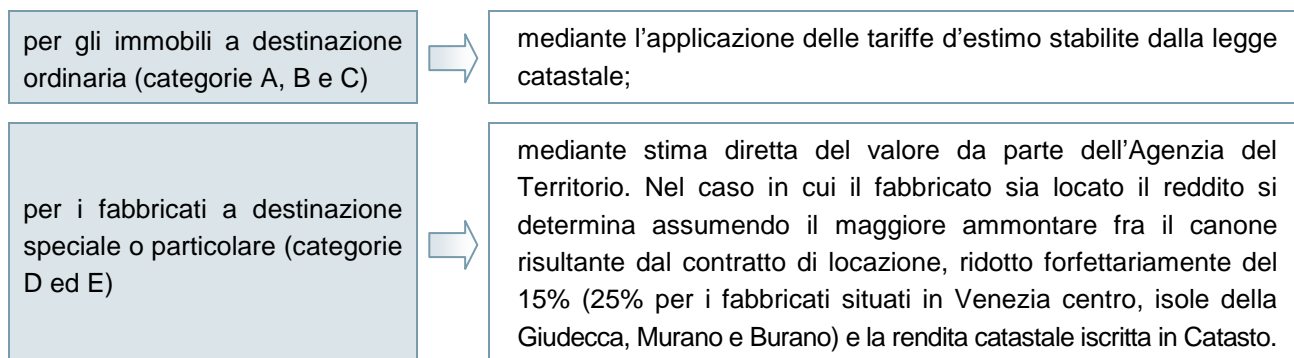 per gli immobili a destinazione
ordinaria (categorie A, B e C)
mediante l’applicazione delle tariffe d’estimo stabilite dalla legge
catastale;
per i fabbricati a destinazione
speciale o particolare (categorie
D ed E)
mediante stima diretta del valore da parte dell’Agenzia del
Territorio. Nel caso in cui il fabbricato sia locato il reddito si
determina assumendo il maggiore ammontare fra il canone
risultante dal contratto di locazione, ridotto forfettariamente del
15% (25% per i fabbricati situati in Venezia centro, isole della
Giudecca, Murano e Burano) e la rendita catastale iscritta in Catasto.